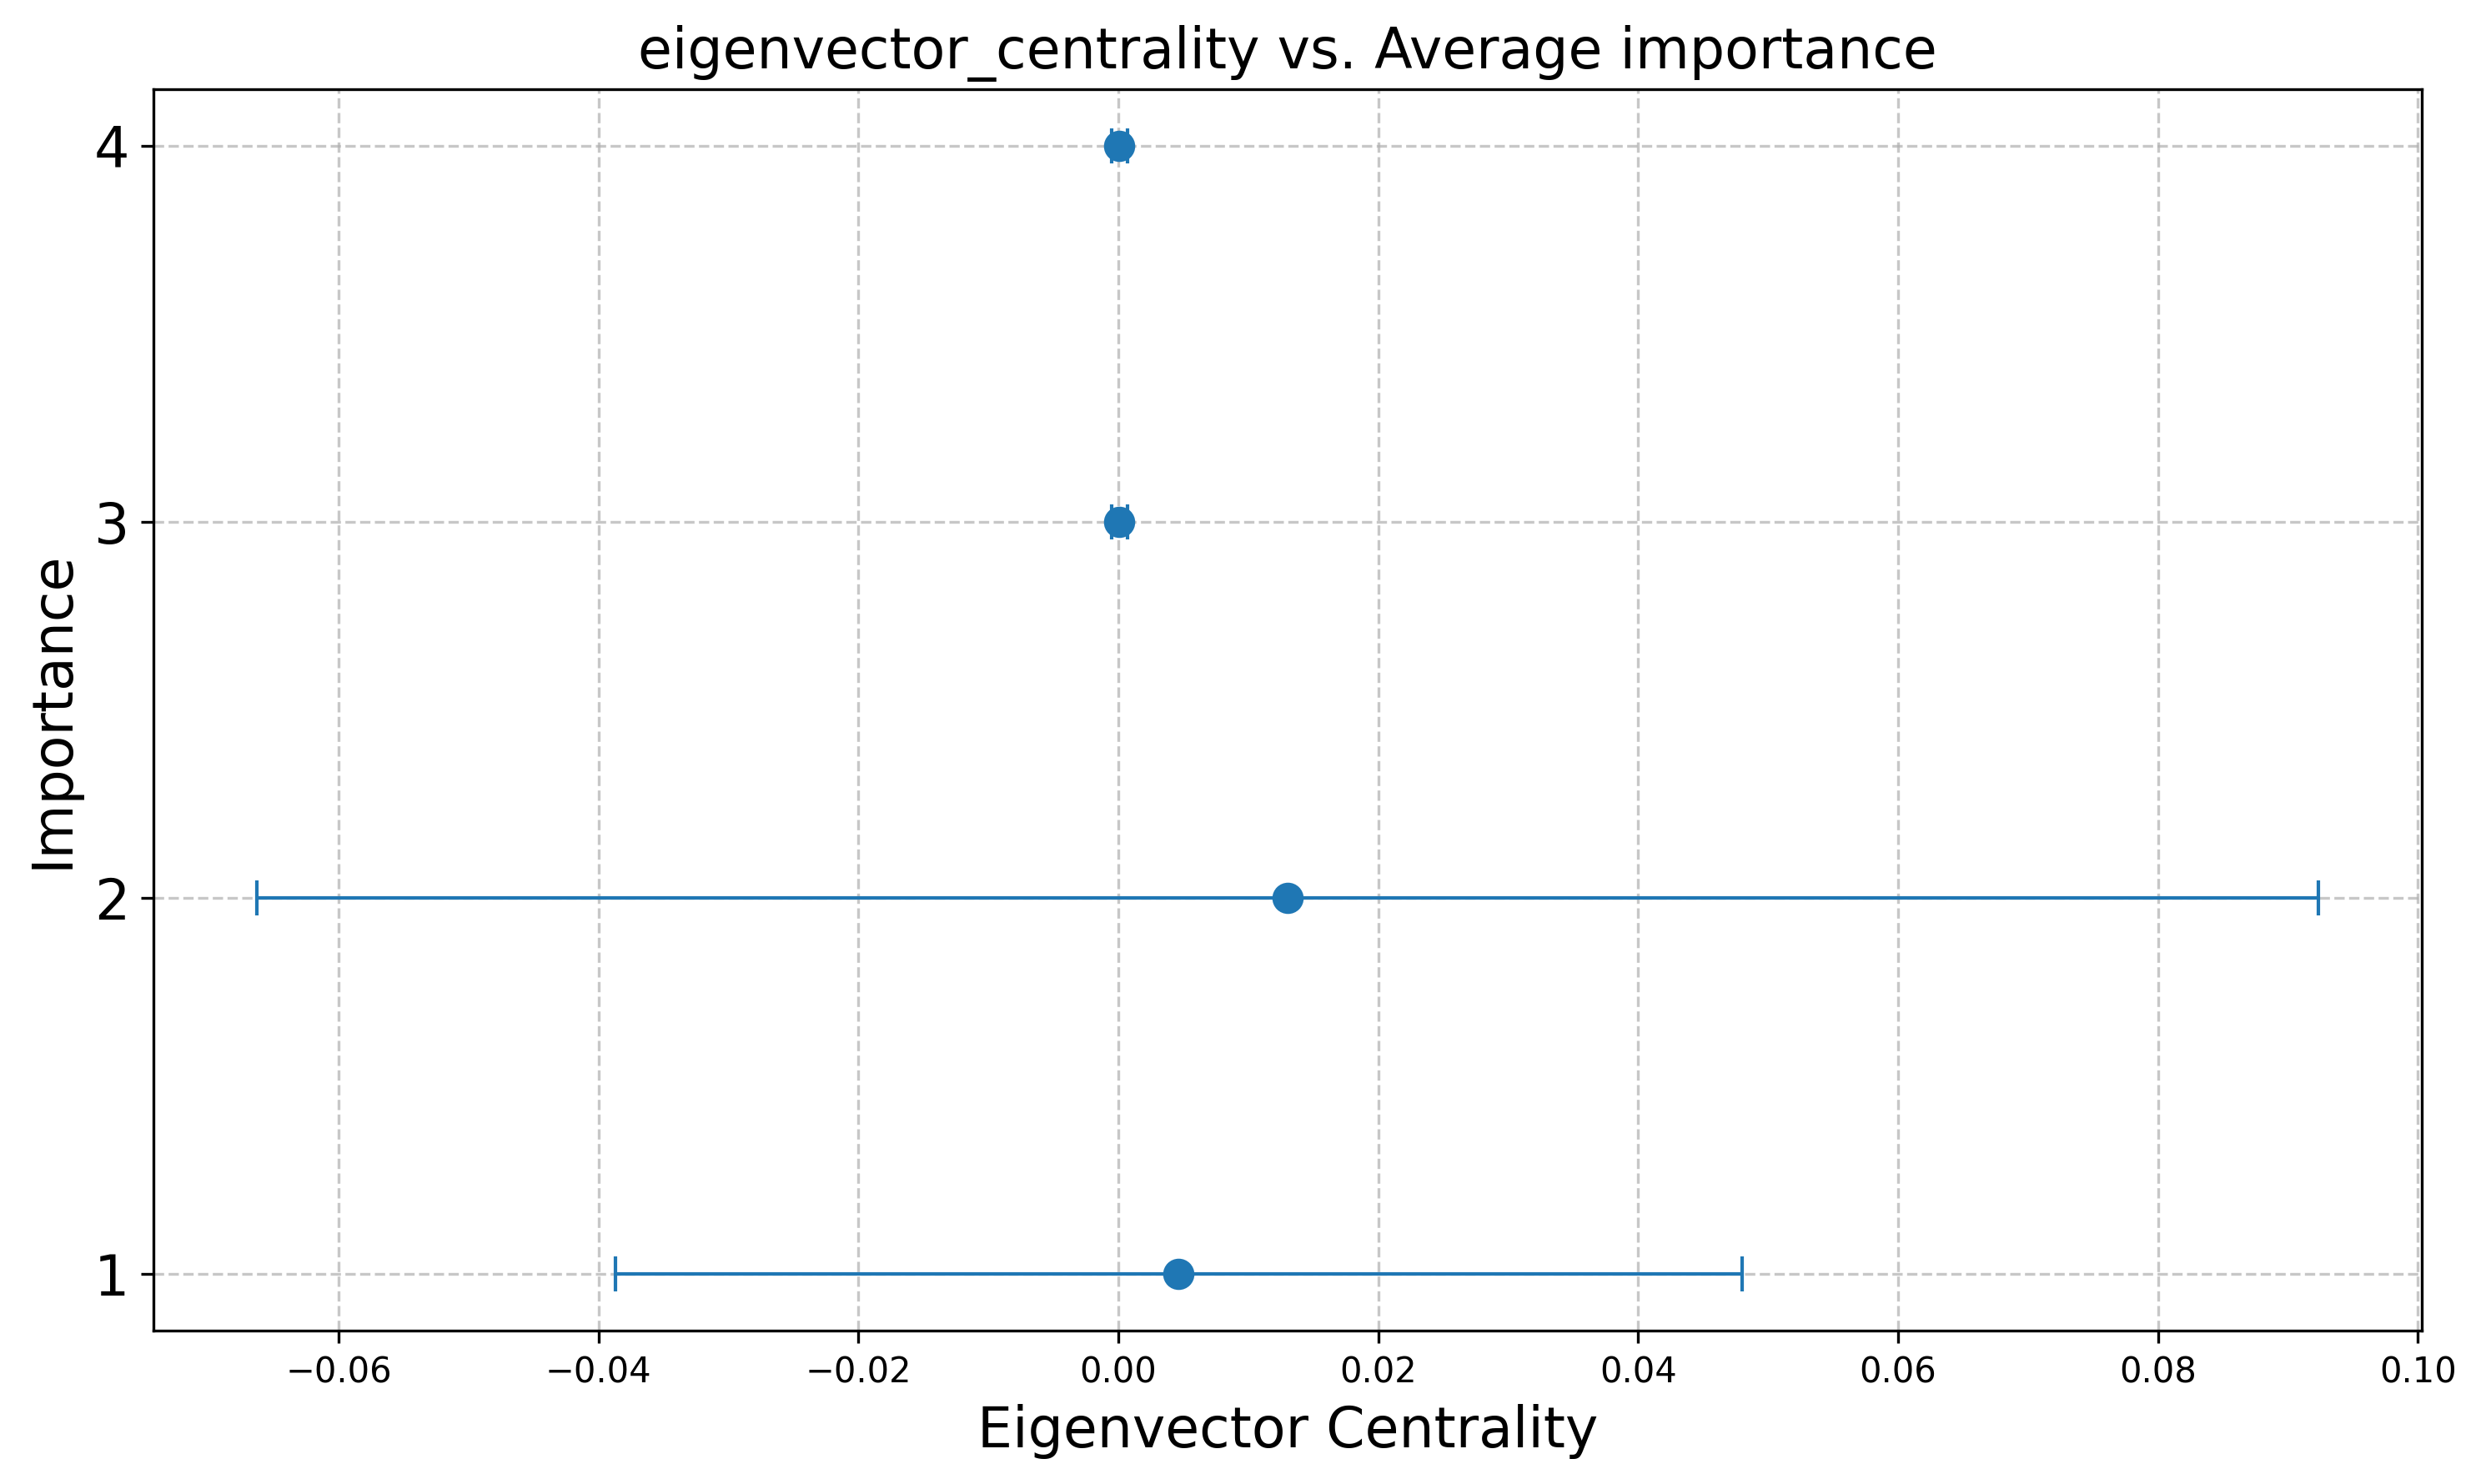 eigenvector_centrality vs. Average importance
4
3
2
1
Importance
−0.06 −0.04 −0.02 0.00 0.02 0.04 0.06 0.08 0.10
Eigenvector Centrality